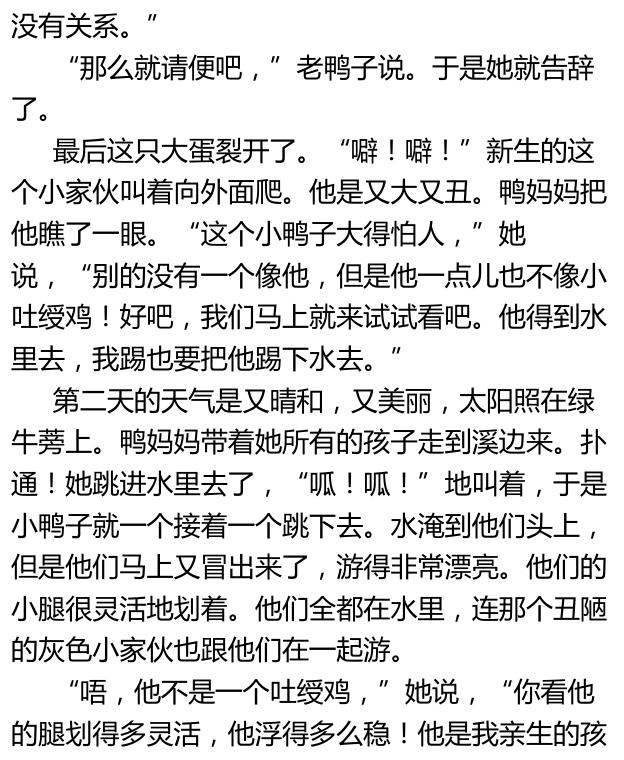 没有关系。”
“那么就请便吧，”老鸭子说。于是她就告辞
了。
最后这只大蛋裂开了。“噼！噼！”新生的这
个小家伙叫着向外面爬。他是又大又丑。鸭妈妈把
他瞧了一眼。“这个小鸭子大得怕人，”她
说，“别的没有一个像他，但是他一点儿也不像小
吐绶鸡！好吧，我们马上就来试试看吧。他得到水
里去，我踢也要把他踢下水去。”
第二天的天气是又晴和，又美丽，太阳照在绿
牛蒡上。鸭妈妈带着她所有的孩子走到溪边来。扑
通！她跳进水里去了，“呱！呱！”地叫着，于是
小鸭子就一个接着一个跳下去。水淹到他们头上，
但是他们马上又冒出来了，游得非常漂亮。他们的
小腿很灵活地划着。他们全都在水里，连那个丑陋
的灰色小家伙也跟他们在一起游。
“唔，他不是一个吐绶鸡，”她说，“你看他
的腿划得多灵活，他浮得多么稳！他是我亲生的孩